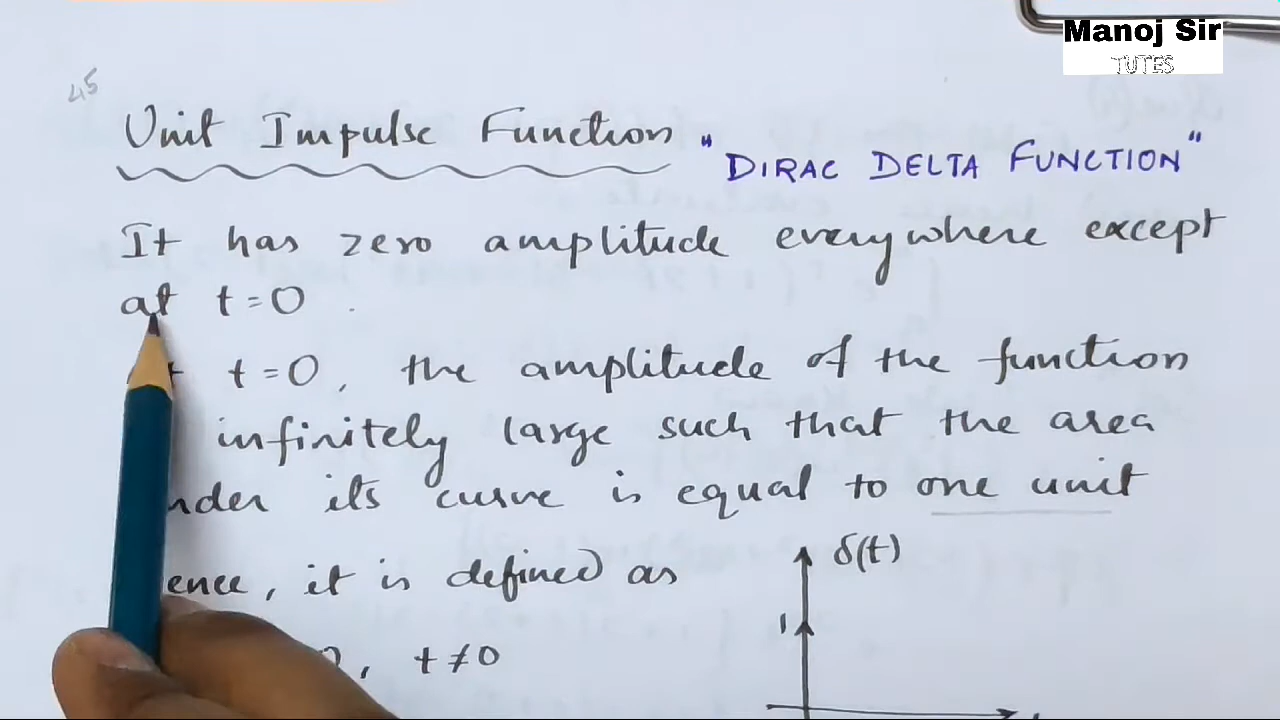 Manoj Sir
TUTES
45
Unit Impulse Function "DIRAC DELTA FUNCTION"
It has zero amplitude everywhere except
at t=0
t=0, the amplitude of the function
infinitely large such that the area
its curve is equal to one unit
it is defined as
δ(t)
1
, t≠0